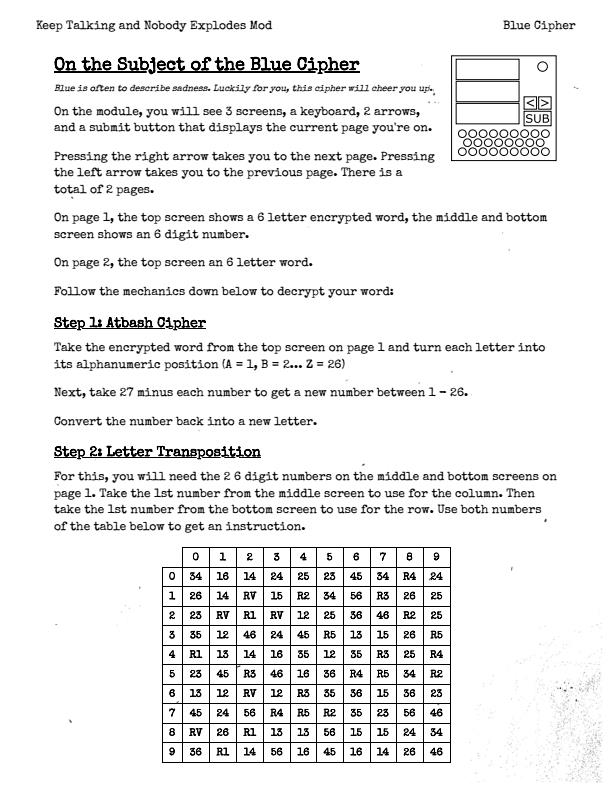 Keep Talking and Nobody Explodes Mod Blue Cipher
On the Subject of the Blue Cipher
Blue is often to describe sadness. Luckily for you, this cipher will cheer you up.
< >
SUB
On the module, you will see 3 screens, a keyboard, 2 arrows,
and a submit button that displays the current page you're on.
Pressing the right arrow takes you to the next page. Pressing
the left arrow takes you to the previous page. There is a
total of 2 pages.
On page 1, the top screen shows a 6 letter encrypted word, the middle and bottom
screen shows an 6 digit number.
On page 2, the top screen an 6 letter word.
Follow the mechanics down below to decrypt your word:
Step 1: Atbash Cipher
Take the encrypted word from the top screen on page 1 and turn each letter into
its alphanumeric position (A = 1, B = 2... Z = 26)
Next, take 27 minus each number to get a new number between 1 - 26.
Convert the number back into a new letter.
Step 2: Letter Transposition
For this, you will need the 2 6 digit numbers on the middle and bottom screens on
page 1. Take the 1st number from the middle screen to use for the column. Then
take the 1st number from the bottom screen to use for the row. Use both numbers
of the table below to get an instruction.
0 1 2 3 4 5 6 7 8 9
0 34 16 14 24 25 23 45 34 R4 24
1 26 14 RV 15 R2 34 56 R3 26 25
2 23 RV R1 RV 12 25 36 46 R2 25
3 35 12 46 24 45 R5 13 15 26 R5
4 R1 13 14 16 35 12 35 R3 25 R4
5 23 45 R3 46 16 36 R4 R5 34 R2
6 13 12 RV 12 R3 35 36 15 36 23
7 45 24 56 R4 R5 R2 35 23 56 46
8 RV 26 R1 13 13 56 15 15 24 34
9 36 R1 14 56 16 45 16 14 26 46